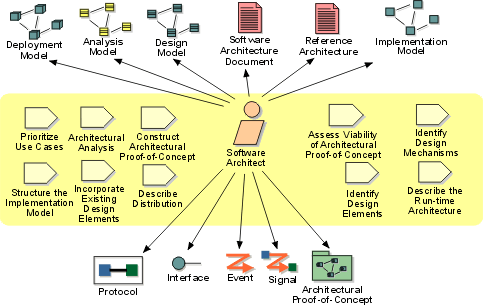 Deployment
Model
Analysis
Model
Design
Model
Software
Architecture
Document
Reference
Architecture
Implementation
Model
Prioritize
Use Cases
Architectural
Analysis
Construct
Architectural
Proof-of-Concept
Software
Architect
Assess Viability
of Architectural
Proof-of Concept
Identify
Design
Mechanisms
Structure the
Implementation
Model
Incorporate
Existing
Design
Elements
Describe
Distribution
Identify
Design
Elements
Describe the
Run-time
Architecture
Protocol
Interface
Event
Signal
Architectural
Proof-of- Concept